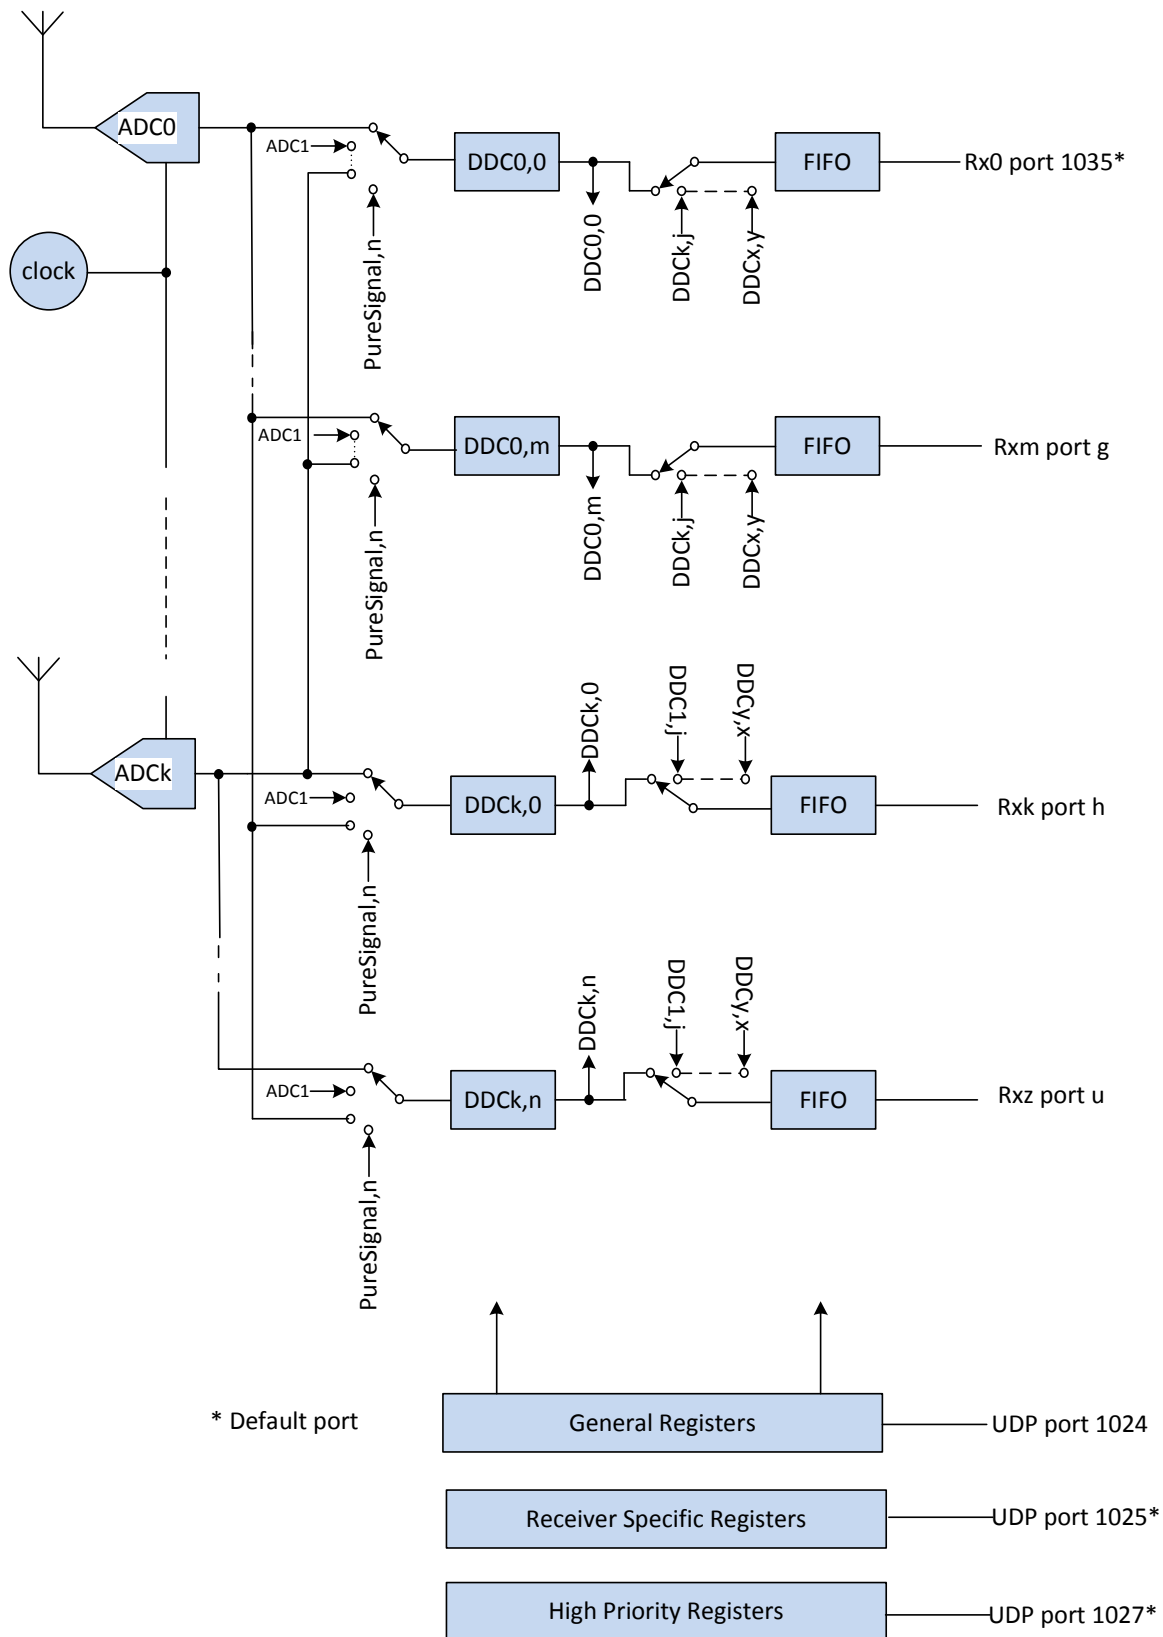 ADC0
ADC1
DDC0,0
FIFO
Rx0 port 1035*
clock
PureSignal,n
DDC0,0
DDCk,j
DDCx,y
ADC1
DDC0,m
FIFO
Rxm port g
PureSignal,n
DDC0,m
DDCk,j
DDCx,y
DDCk,0
DDC1,j
DDCy,x
ADCk
ADC1
DDCk,0
FIFO
Rxk port h
PureSignal,n
DDCk,n
DDC1,j
DDCy,x
ADC1
DDCk,n
FIFO
Rxz port u
PureSignal,n
* Default port
General Registers
UDP port 1024
Receiver Specific Registers
UDP port 1025*
High Priority Registers
UDP port 1027*